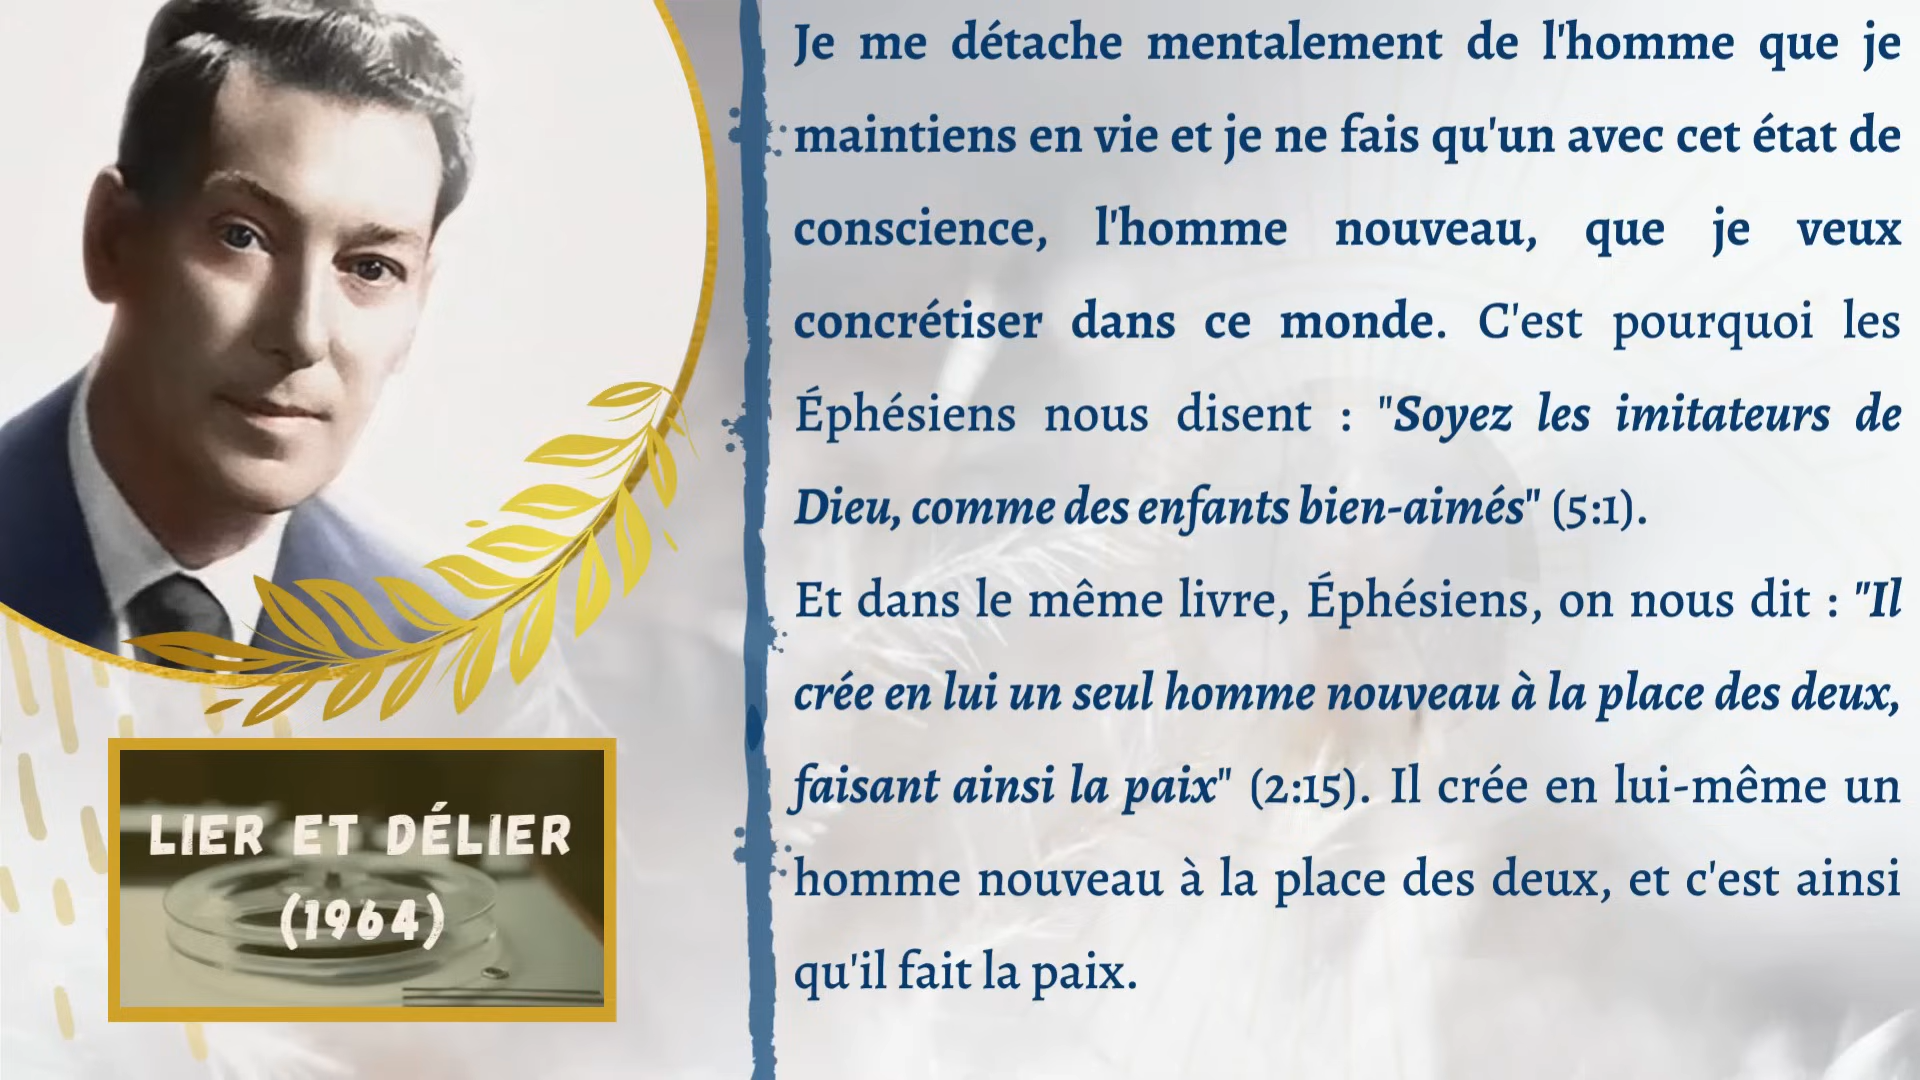 Je me détache mentalement de l'homme que je
maintiens en vie et je ne fais qu'un avec cet état de
conscience, l'homme nouveau, que je veux
concrétiser dans ce monde. C'est pourquoi les
Éphésiens nous disent : "Soyez les imitateurs de
Dieu, comme des enfants bien-aimés" (5:1).
Et dans le même livre, Éphésiens, on nous dit : "Il
crée en lui un seul homme nouveau à la place des deux,
faisant ainsi la paix" (2:15). Il crée en lui-même un
homme nouveau à la place des deux, et c'est ainsi
qu'il fait la paix.
LIER ET DÉLIER
(1964)